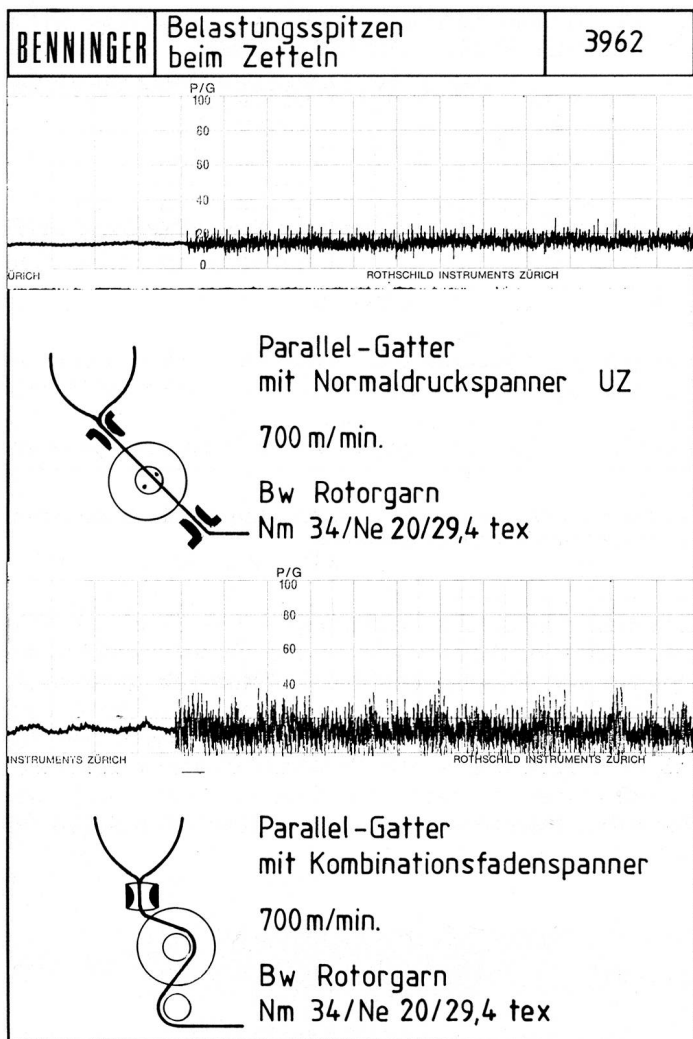 BENNINGER
Belastungsspitzen
beim Zetteln
3962
P/G
100
80
60
40
20
0
ÜRICH
ROTHSCHILD INSTRUMENTS ZÜRICH
Parallel-Gatter
mit Normaldruckspanner UZ
700 m/min.
Bw Rotorgarn
Nm 34/Ne 20/29,4 tex
P/G
100
80
60
40
INSTRUMENTS ZÜRICH
ROTHSCHILD INSTRUMENTS ZÜRICH
Parallel-Gatter
mit Kombinationsfadenspanner
700 m/min.
Bw Rotorgarn
Nm 34/Ne 20/29,4 tex